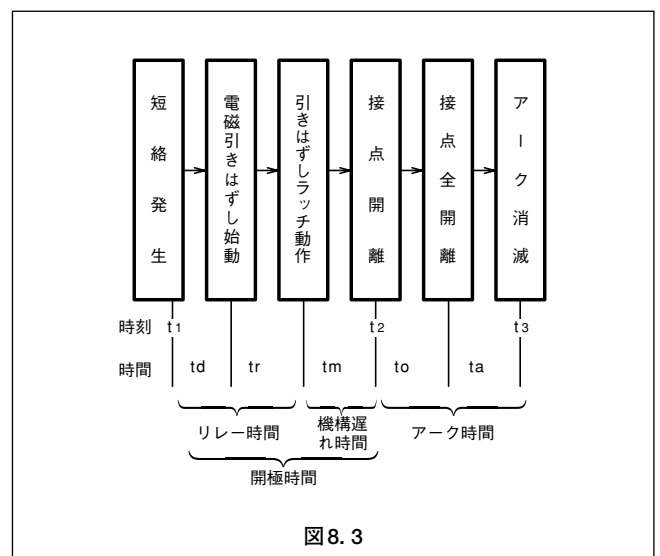 短絡発生
電磁引きはずし始動
引きはずしラッチ動作
接点開離
接点全開離
アーク消滅
時刻 t1 t2 t3
時間 td tr tm to ta
リレー時間
機構遅
れ時間
アーク時間
開極時間
図8.3